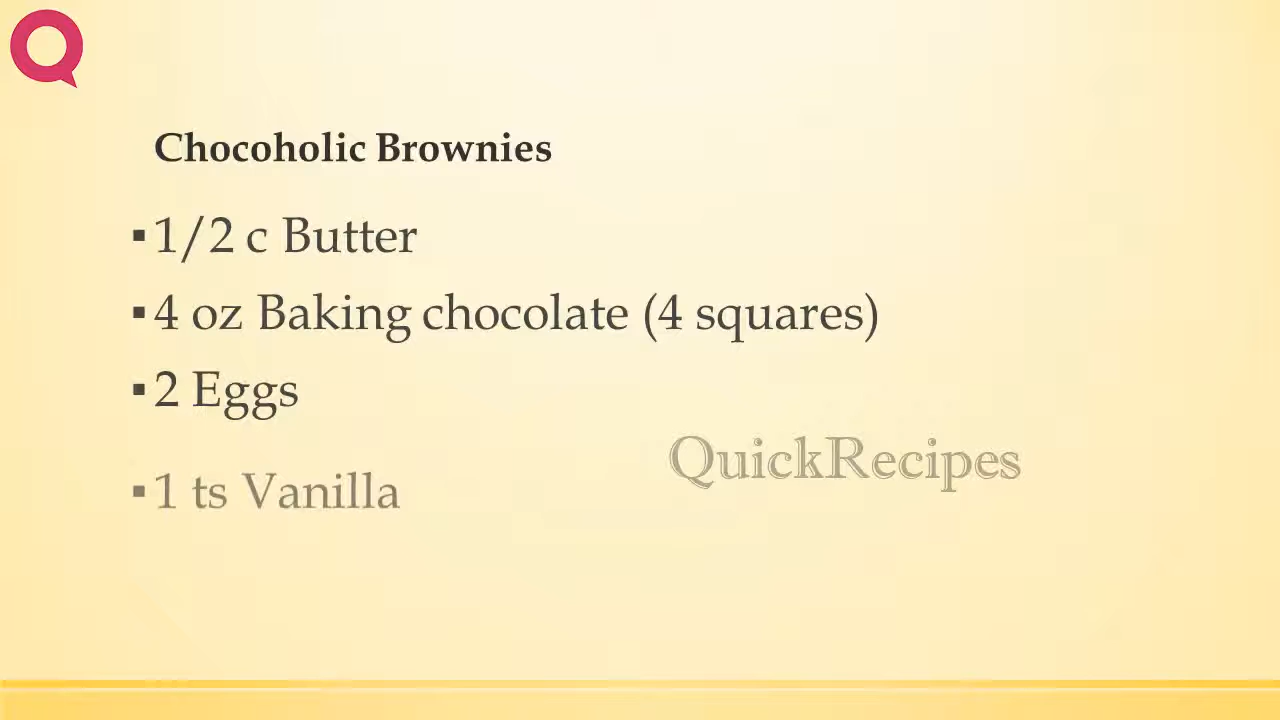 Chocoholic Brownies
▪1/2 c Butter
▪4 oz Baking chocolate (4 squares)
▪2 Eggs
QuickRecipes
▪1 ts Vanilla